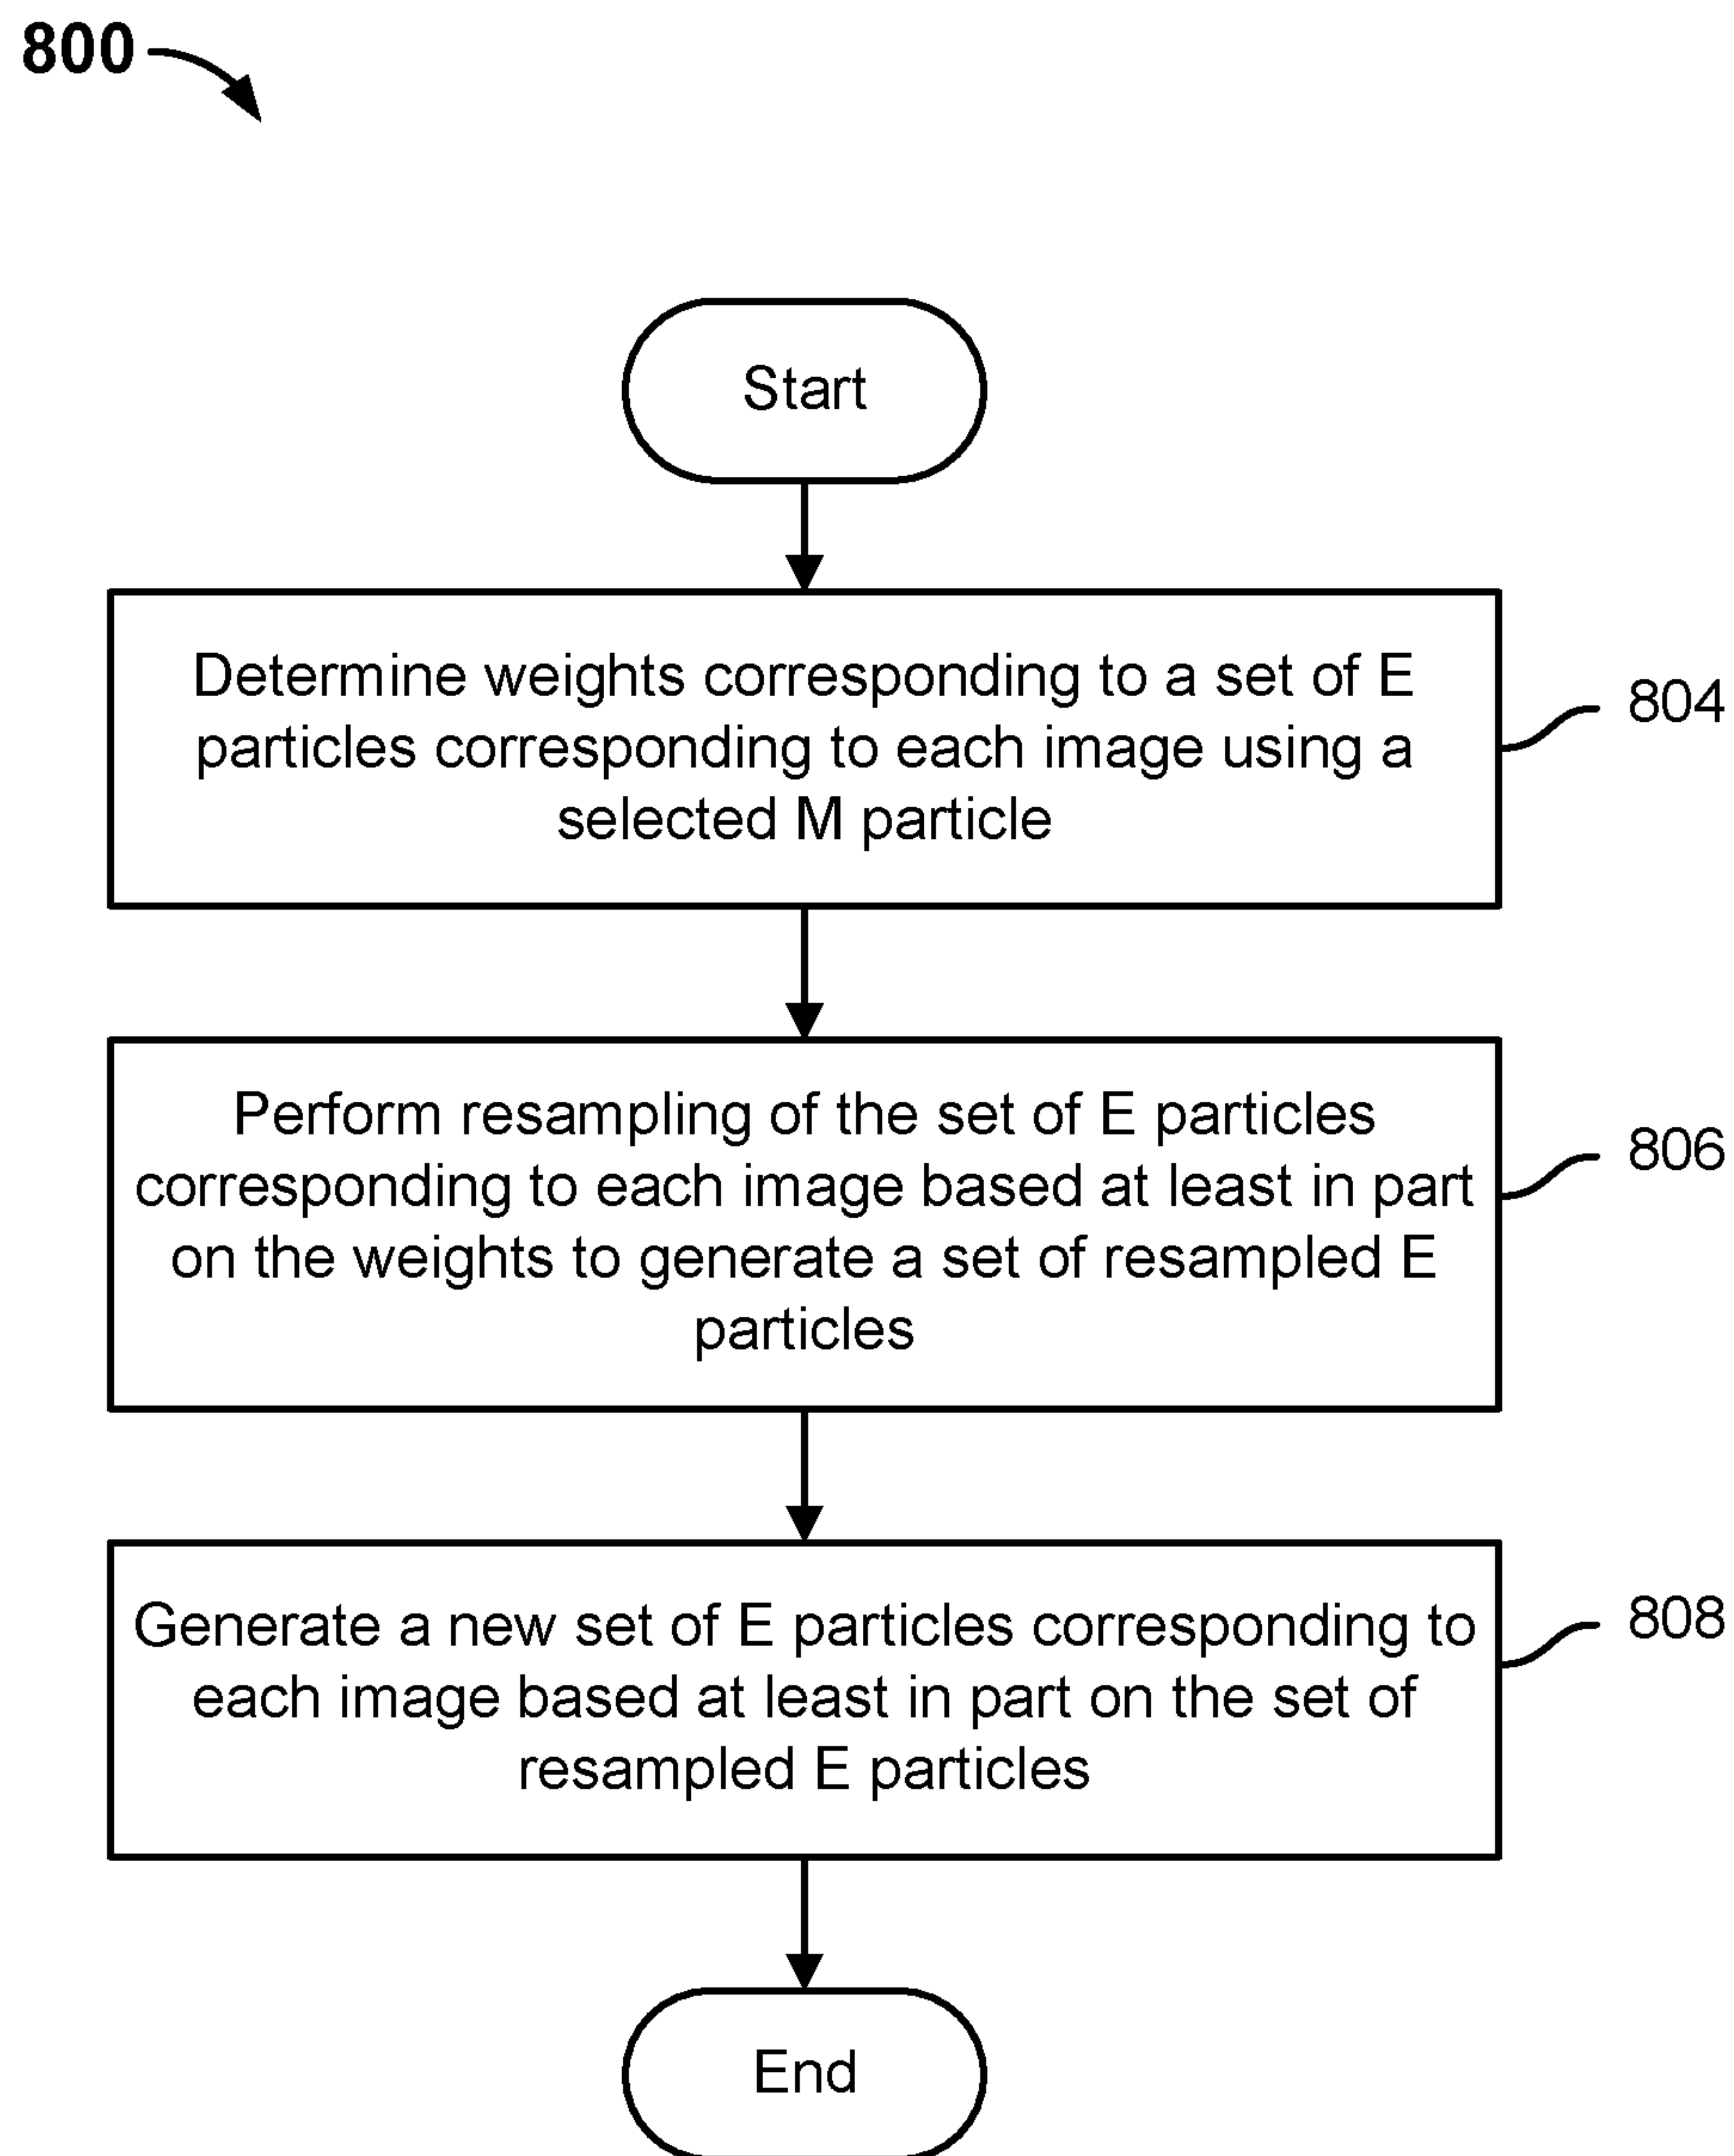 800
Start
Determine weights corresponding to a set of E
particles corresponding to each image using a
selected M particle
804
Perform resampling of the set of E particles
corresponding to each image based at least in part
on the weights to generate a set of resampled E
particles
806
Generate a new set of E particles corresponding to
each image based at least in part on the set of
resampled E particles
808
End